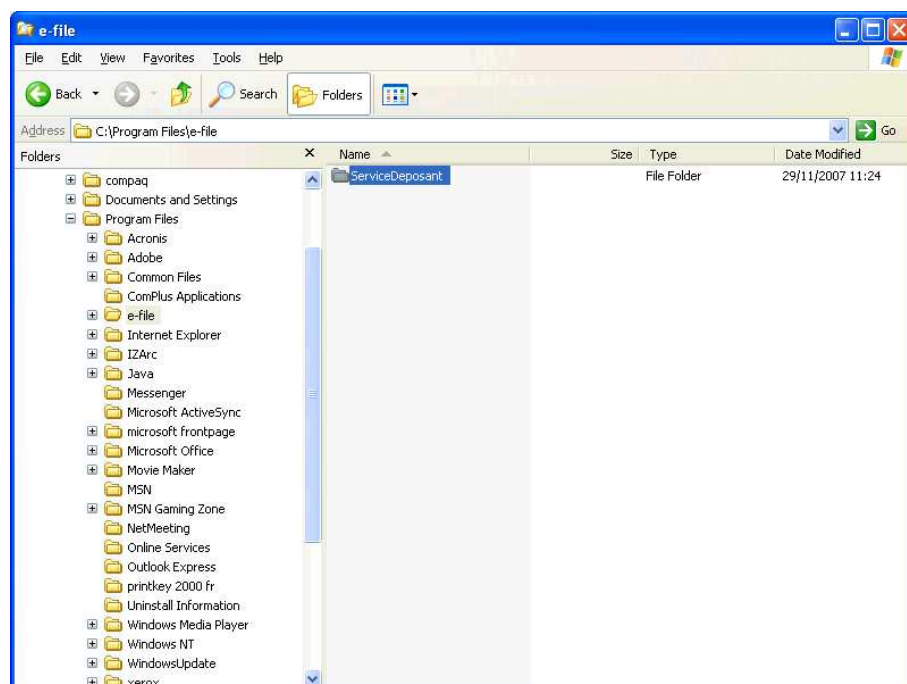 e-file
File Edit View Favorites Tools Help
Back Search Folders
Address C:\Program Files\e-file Go
Folders Name Size Type Date Modified
ServiceDeposant File Folder 29/11/2007 11:24
compaq
Documents and Settings
Program Files
Acronis
Adobe
Common Files
ComPlus Applications
e-file
Internet Explorer
IZArc
Java
Messenger
Microsoft ActiveSync
microsoft frontpage
Microsoft Office
Movie Maker
MSN
MSN Gaming Zone
NetMeeting
Online Services
Outlook Express
printkey 2000 fr
Uninstall Information
Windows Media Player
Windows NT
WindowsUpdate
xerox